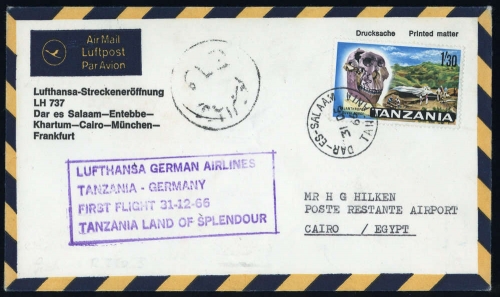 Air Mail
Luftpost
Par Avion
Drucksache Printed matter
1/30
TANZANIA
Lufthansa-Streckeneröffnung
LH 737
Dar es Salaam–Entebbe–
Khartum–Cairo–München–
Frankfurt
DAR-ES-SALAAM
LUFTHANSA GERMAN AIRLINES
TANZANIA - GERMANY
FIRST FLIGHT 31-12-66
TANZANIA LAND OF SPLENDOUR
MR H G HILKEN
POSTE RESTANTE AIRPORT
CAIRO / EGYPT